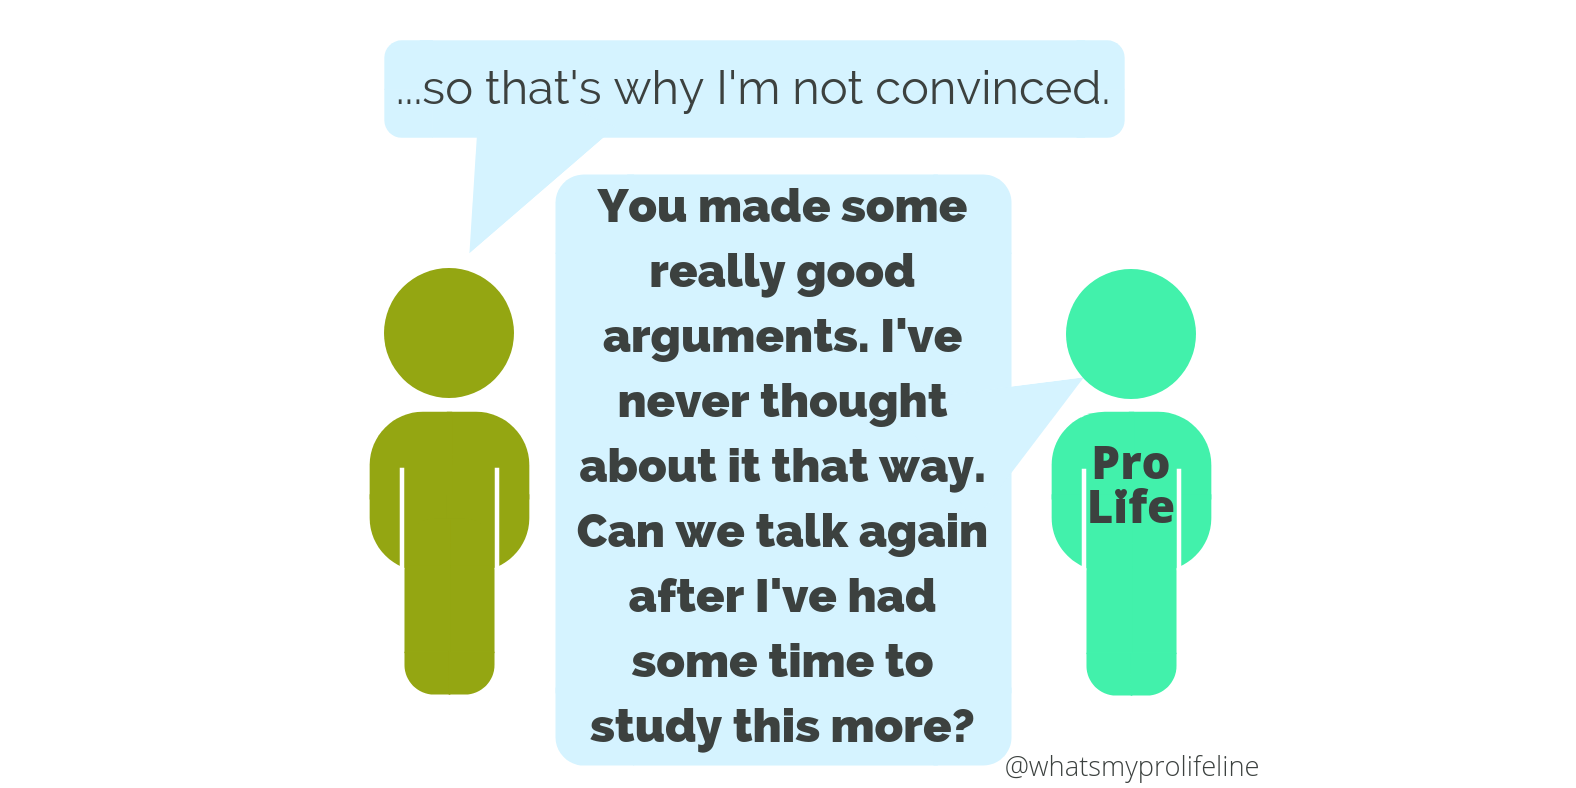 ...so that's why I'm not convinced.
You made some
really good
arguments. I've
never thought
about it that way.
Can we talk again
after I've had
some time to
study this more?
Pro
Life
@whatsmyprolifeline